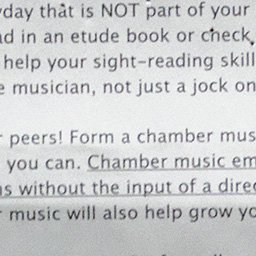 day that is NOT part of your
in an etude book or check
help your sight-reading skill
musician, not just a jock on
peers! Form a chamber mus
you can. Chamber music em
without the input of a direc
music will also help grow yo